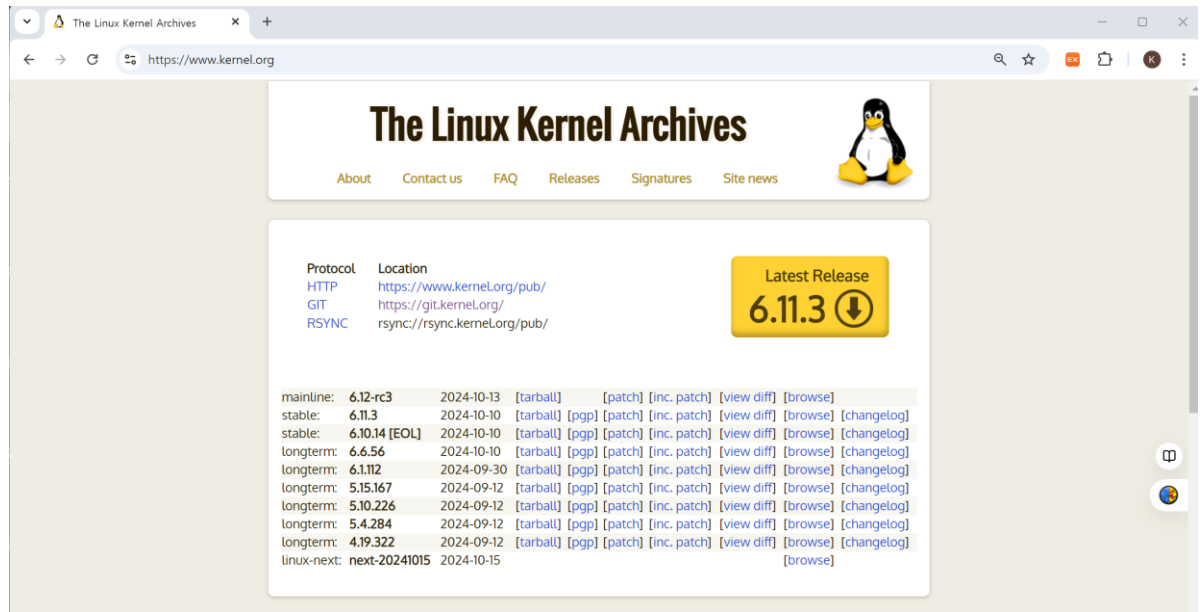 The Linux Kernel Archives
https://www.kernel.org
EX
K
The Linux Kernel Archives
About Contact us FAQ Releases Signatures Site news
Protocol Location
HTTP https://www.kernel.org/pub/
GIT https://git.kernel.org/
RSYNC rsync://rsync.kernel.org/pub/
Latest Release
6.11.3
mainline: 6.12-rc3 2024-10-13 [tarball] [patch] [inc. patch] [view diff] [browse]
stable: 6.11.3 2024-10-10 [tarball] [pgp] [patch] [inc. patch] [view diff] [browse] [changelog]
stable: 6.10.14 [EOL] 2024-10-10 [tarball] [pgp] [patch] [inc. patch] [view diff] [browse] [changelog]
longterm: 6.6.56 2024-10-10 [tarball] [pgp] [patch] [inc. patch] [view diff] [browse] [changelog]
longterm: 6.1.112 2024-09-30 [tarball] [pgp] [patch] [inc. patch] [view diff] [browse] [changelog]
longterm: 5.15.167 2024-09-12 [tarball] [pgp] [patch] [inc. patch] [view diff] [browse] [changelog]
longterm: 5.10.226 2024-09-12 [tarball] [pgp] [patch] [inc. patch] [view diff] [browse] [changelog]
longterm: 5.4.284 2024-09-12 [tarball] [pgp] [patch] [inc. patch] [view diff] [browse] [changelog]
longterm: 4.19.322 2024-09-12 [tarball] [pgp] [patch] [inc. patch] [view diff] [browse] [changelog]
linux-next: next-20241015 2024-10-15 [browse]